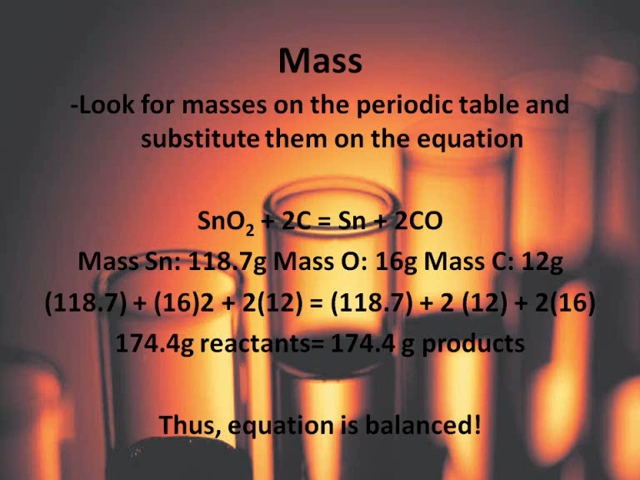 Mass
-Look for masses on the periodic table and
substitute them on the equation
SnO₂ + 2C = Sn + 2CO
Mass Sn: 118.7g Mass O: 16g Mass C: 12g
(118.7) + (16)2 + 2(12) = (118.7) + 2 (12) + 2(16)
174.4g reactants= 174.4 g products
Thus, equation is balanced!